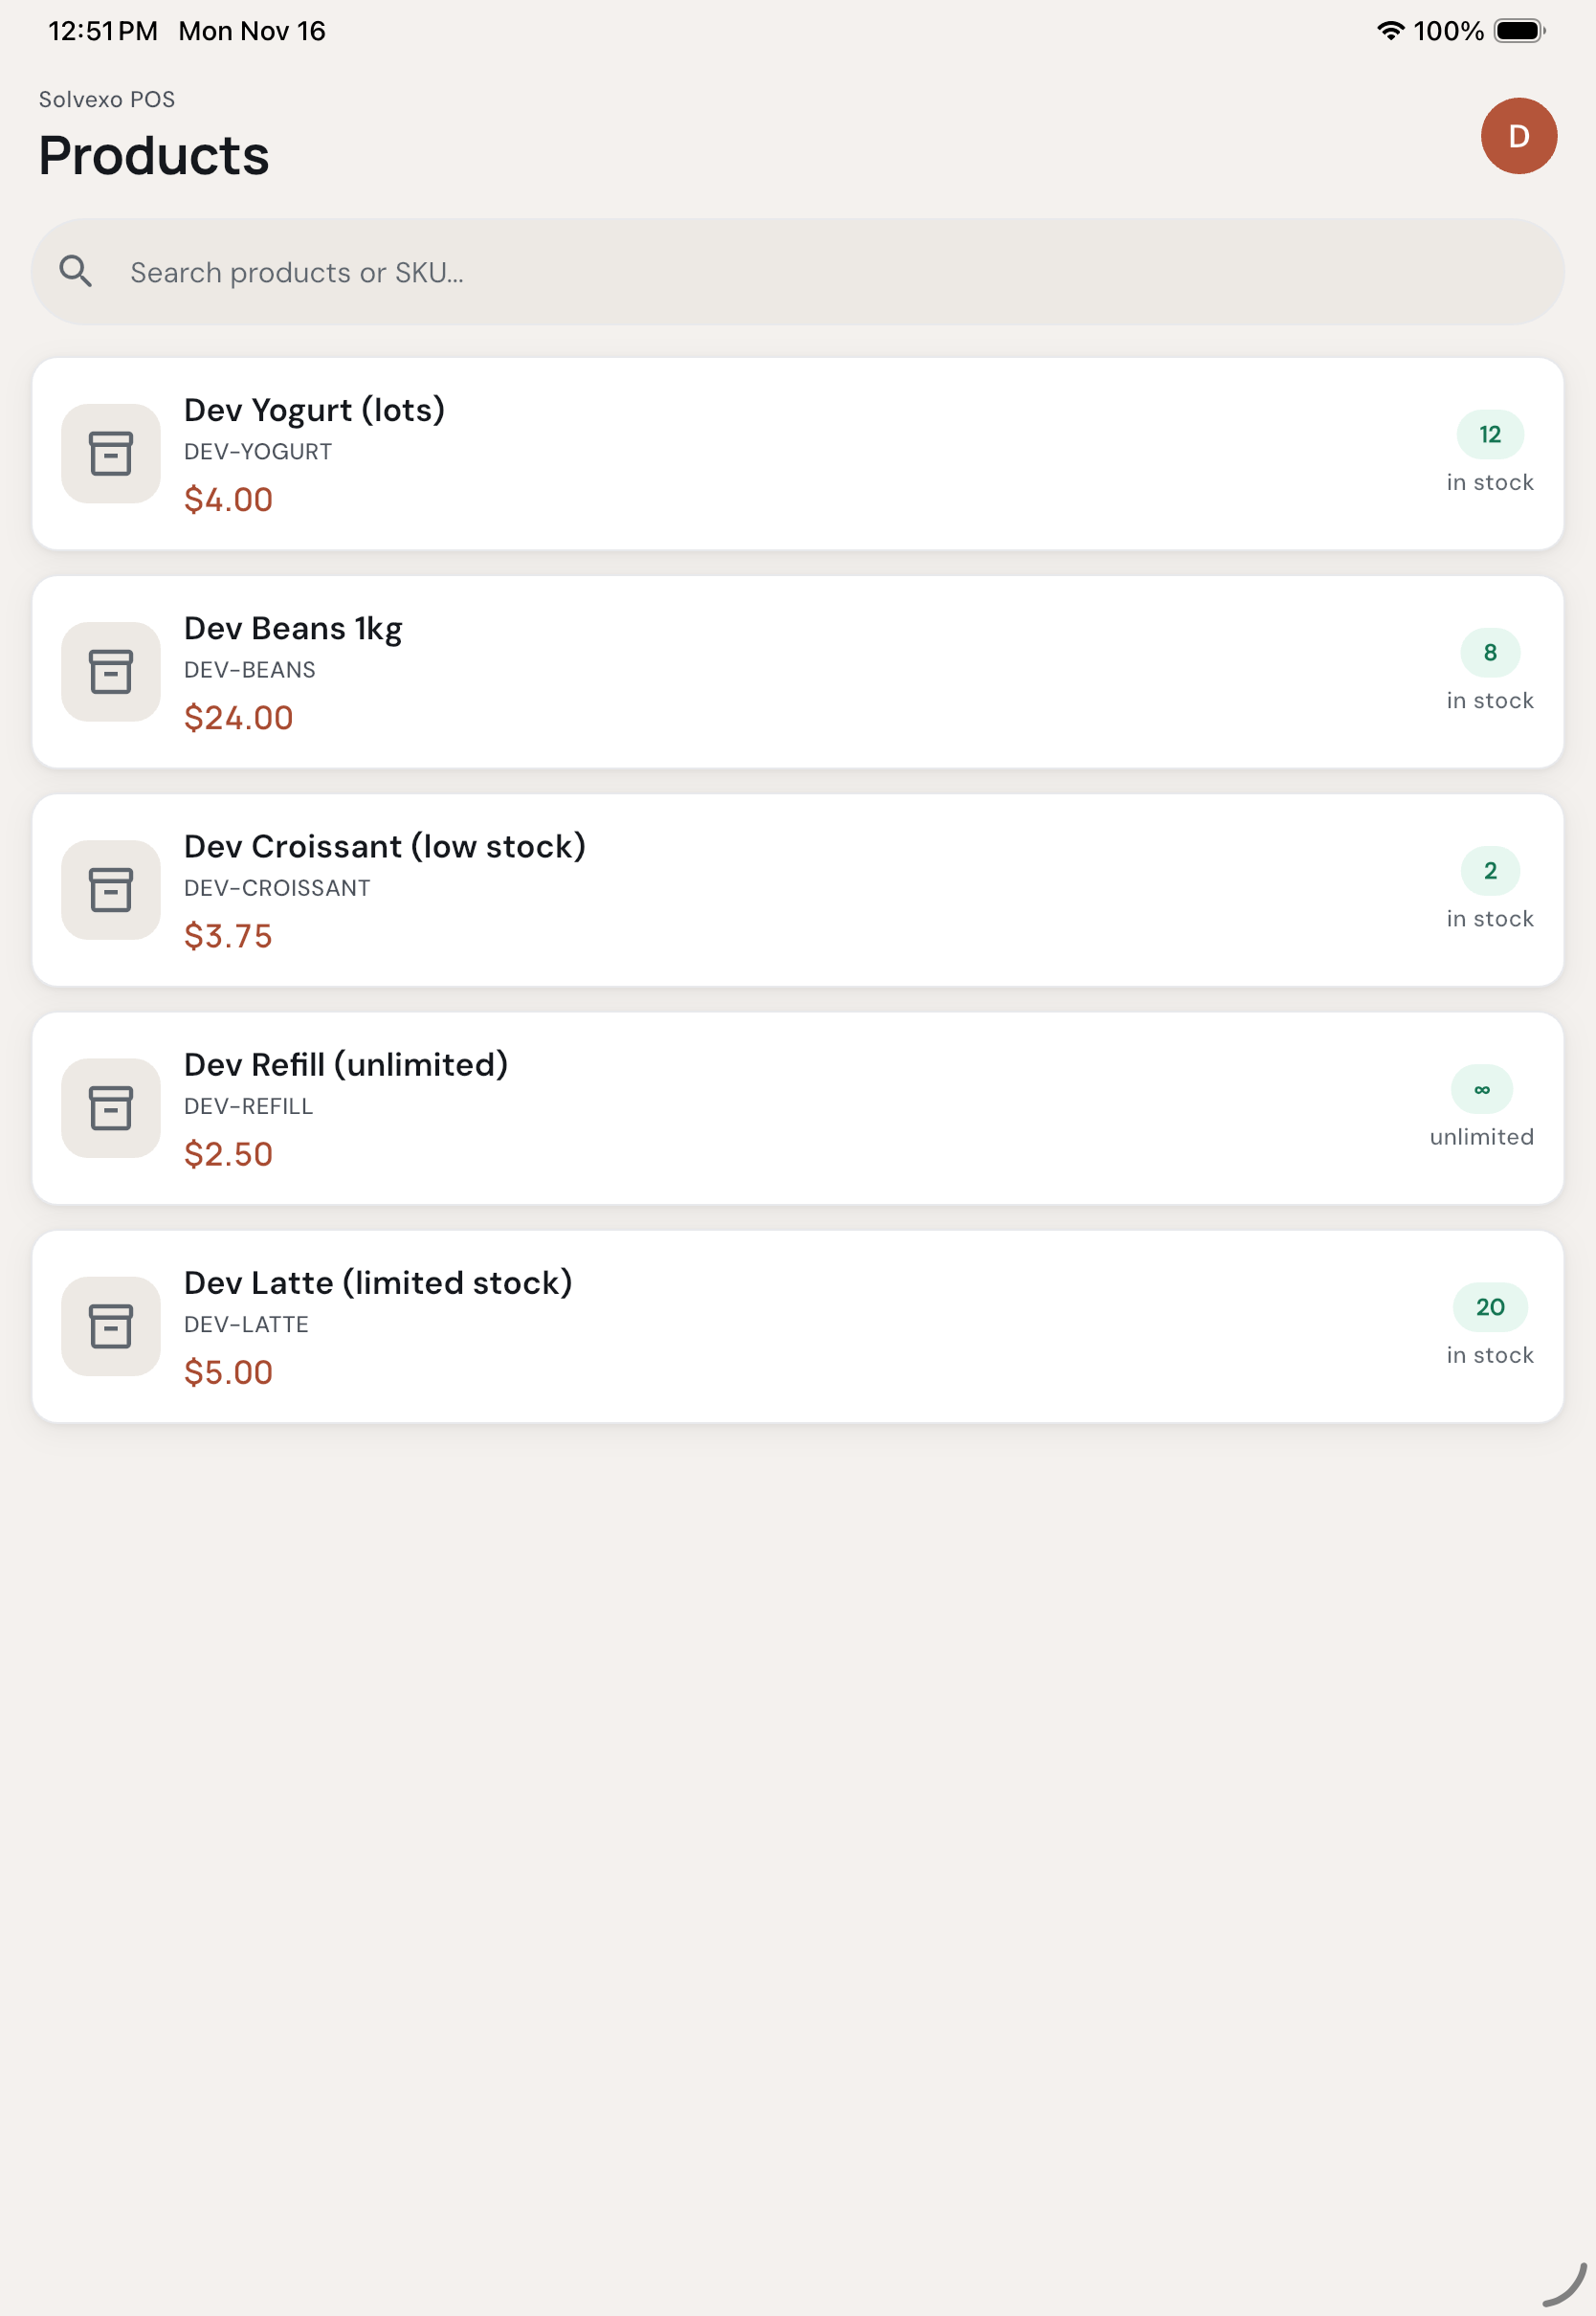 12:51 PM Mon Nov 16 100%
Solvexo POS
Products
D
Search products or SKU...
Dev Yogurt (lots)
DEV-YOGURT
$4.00
12
in stock
Dev Beans 1kg
DEV-BEANS
$24.00
8
in stock
Dev Croissant (low stock)
DEV-CROISSANT
$3.75
2
in stock
Dev Refill (unlimited)
DEV-REFILL
$2.50
∞
unlimited
Dev Latte (limited stock)
DEV-LATTE
$5.00
20
in stock